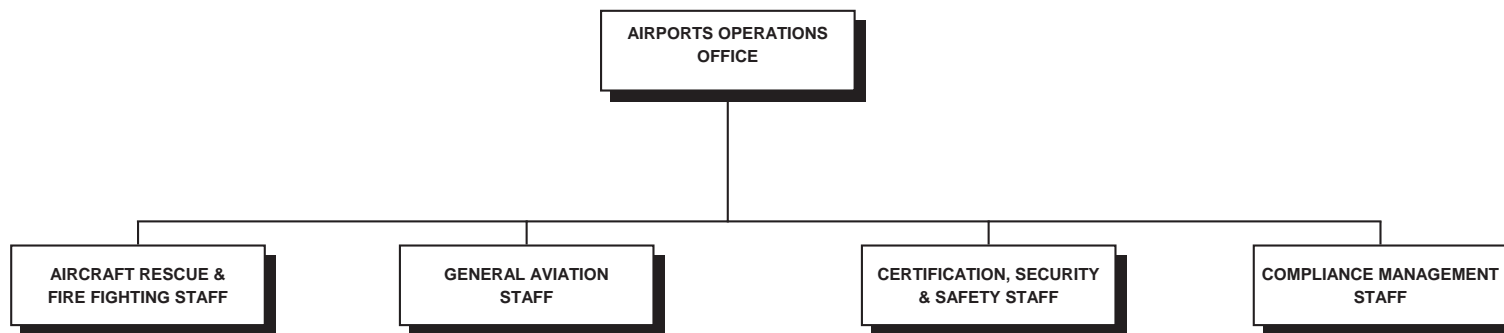 AIRPORTS OPERATIONS
OFFICE
AIRCRAFT RESCUE &
FIRE FIGHTING STAFF
GENERAL AVIATION
STAFF
CERTIFICATION, SECURITY
& SAFETY STAFF
COMPLIANCE MANAGEMENT
STAFF